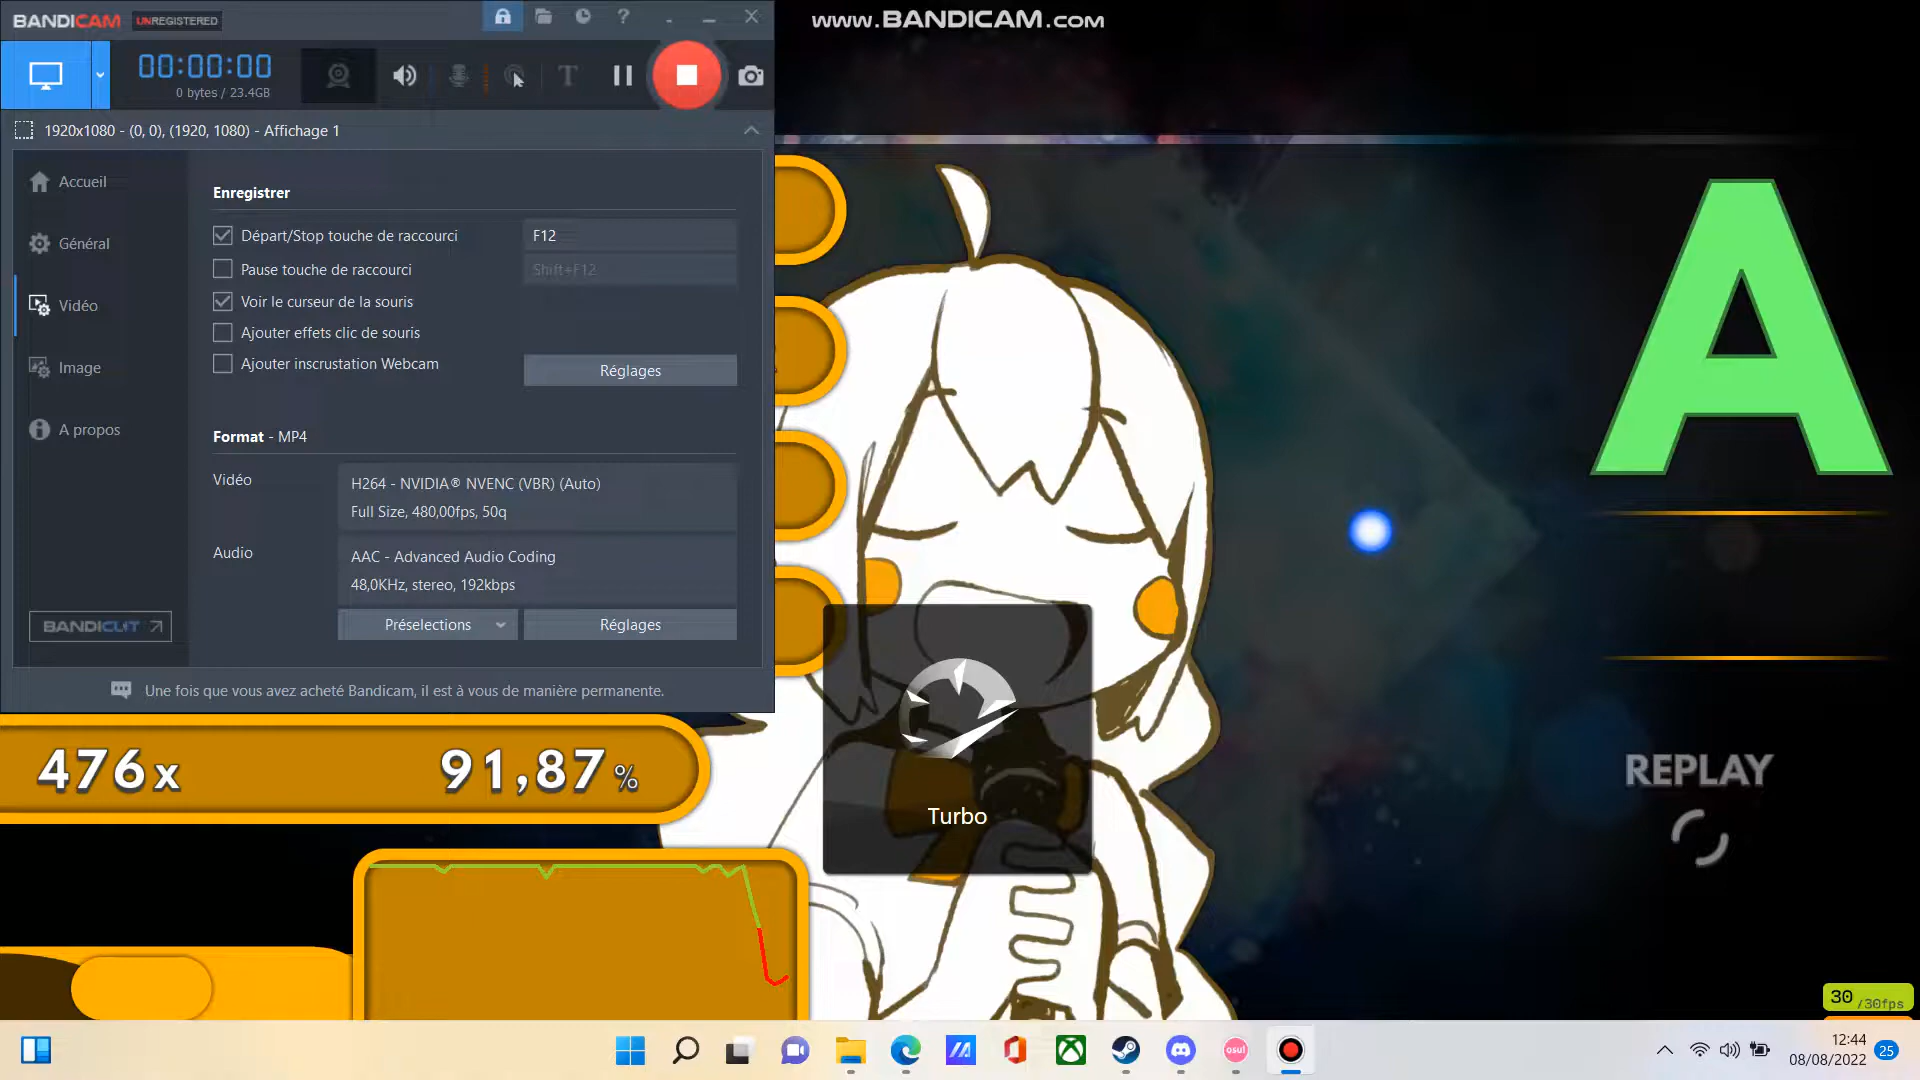 BANDICAM UNREGISTERED
www.BANDICAM.com
00:00:00
0 bytes / 23.4GB
1920x1080 - (0, 0), (1920, 1080) - Affichage 1
Accueil
Général
Vidéo
Image
A propos
BANDICUT
Enregistrer
Départ/Stop touche de raccourci
F12
Pause touche de raccourci
Shift+F12
Voir le curseur de la souris
Ajouter effets clic de souris
Ajouter inscrustation Webcam
Réglages
Format - MP4
Vidéo
H264 - NVIDIA® NVENC (VBR) (Auto)
Full Size, 480,00fps, 50q
Audio
AAC - Advanced Audio Coding
48,0KHz, stereo, 192kbps
Préselections
Réglages
Une fois que vous avez acheté Bandicam, il est à vous de manière permanente.
A
476x
91,87%
Turbo
REPLAY
30 /30fps
osu!
12:44
08/08/2022
25